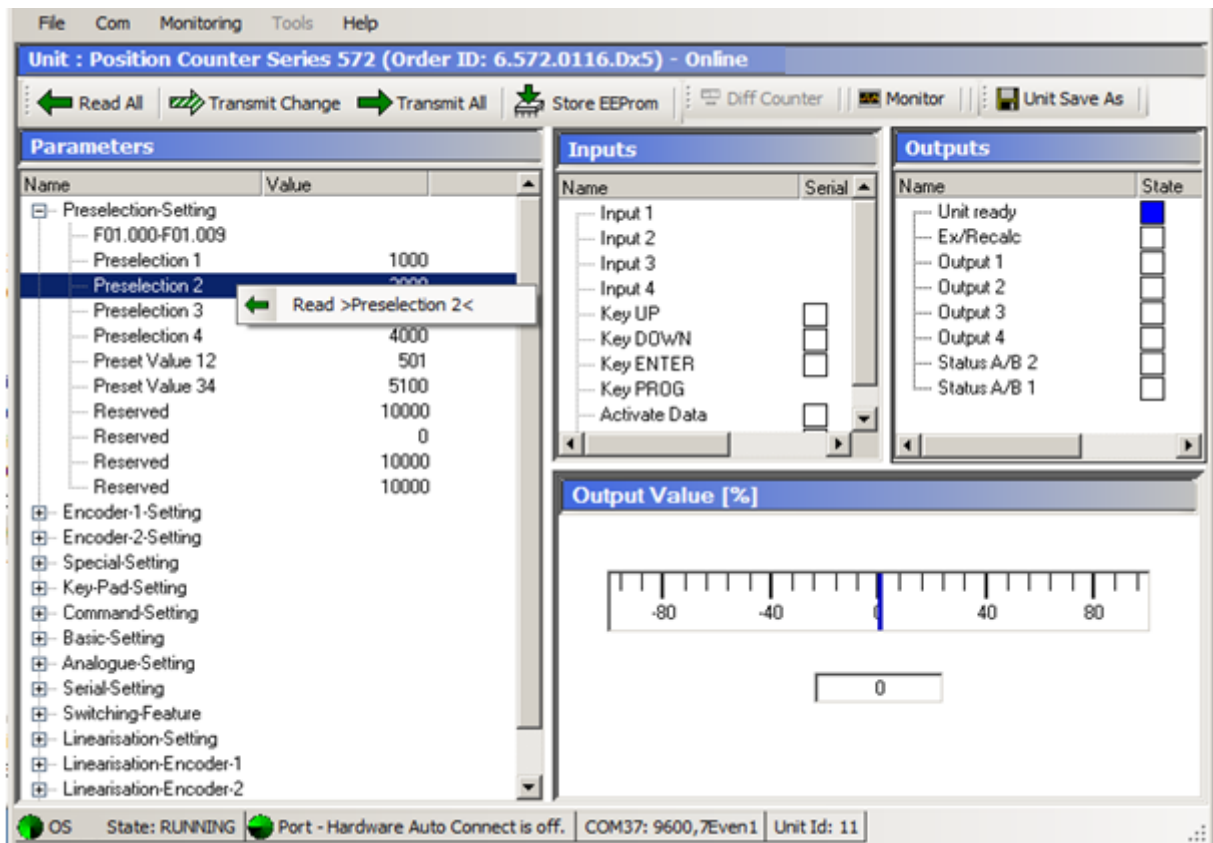 File Com Monitoring Tools Help
Unit : Position Counter Series 572 (Order ID: 6.572.0116.Dx5) - Online
Read All Transmit Change Transmit All Store EEProm Diff Counter Monitor Unit Save As
Parameters
Name Value
Preselection-Setting
F01.000-F01.009
Preselection 1 1000
Preselection 2
Read >Preselection 2<
Preselection 3
Preselection 4 4000
Preset Value 12 501
Preset Value 34 5100
Reserved 10000
Reserved 0
Reserved 10000
Reserved 10000
Encoder-1-Setting
Encoder-2-Setting
Special-Setting
Key-Pad-Setting
Command-Setting
Basic-Setting
Analogue-Setting
Serial-Setting
Switching-Feature
Linearisation-Setting
Linearisation-Encoder-1
Linearisation-Encoder-2
Inputs
Name Serial
Input 1
Input 2
Input 3
Input 4
Key UP
Key DOWN
Key ENTER
Key PROG
Activate Data
Outputs
Name State
Unit ready
Ex/Recalc
Output 1
Output 2
Output 3
Output 4
Status A/B 2
Status A/B 1
Output Value [%]
-80 -40 0 40 80
0
OS State: RUNNING Port - Hardware Auto Connect is off. COM37: 9600,7Even1 Unit Id: 11